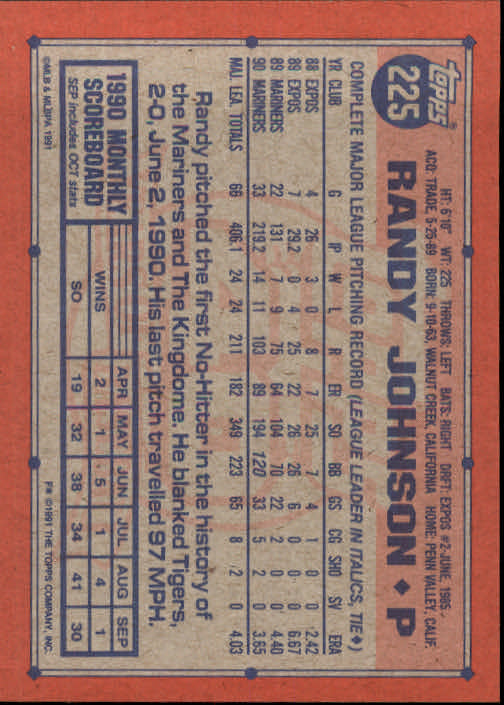 topps®
225
RANDY JOHNSON ♦ P
HT: 6'10" WT: 225 THROWS: LEFT BATS: RIGHT DRFT: EXPOS #2-JUNE, 1985
ACQ: TRADE, 5-25-89 BORN: 9-10-63, WALNUT CREEK, CALIFORNIA HOME: PENN VALLEY, CALIF.
COMPLETE MAJOR LEAGUE PITCHING RECORD (LEAGUE LEADER IN ITALICS, TIE♦)
YR CLUB G IP W L R ER SO BB GS CG SHO SV ERA
88 EXPOS 4 26 3 0 8 7 25 7 4 1 0 0 2.42
89 EXPOS 7 29.2 0 4 25 22 26 26 6 0 0 0 6.67
89 MARINERS 22 131 7 9 75 64 104 70 22 2 0 0 4.40
90 MARINERS 33 219.2 14 11 103 89 194 120 33 5 2 0 3.65
MAJ. LEA. TOTALS 66 406.1 24 24 211 182 349 223 65 8 2 0 4.03
Randy pitched the first No-Hitter in the history of
the Mariners and The Kingdome. He blanked Tigers,
2-0, June 2, 1990. His last pitch travelled 97 MPH.
1990 MONTHLY
SCOREBOARD
SEP includes OCT stats
APR MAY JUN JUL AUG SEP
WINS 2 1 5 1 4 1
SO 19 32 38 34 41 30
©MLB & MLBPA 1991
F* ©1991 THE TOPPS COMPANY, INC.